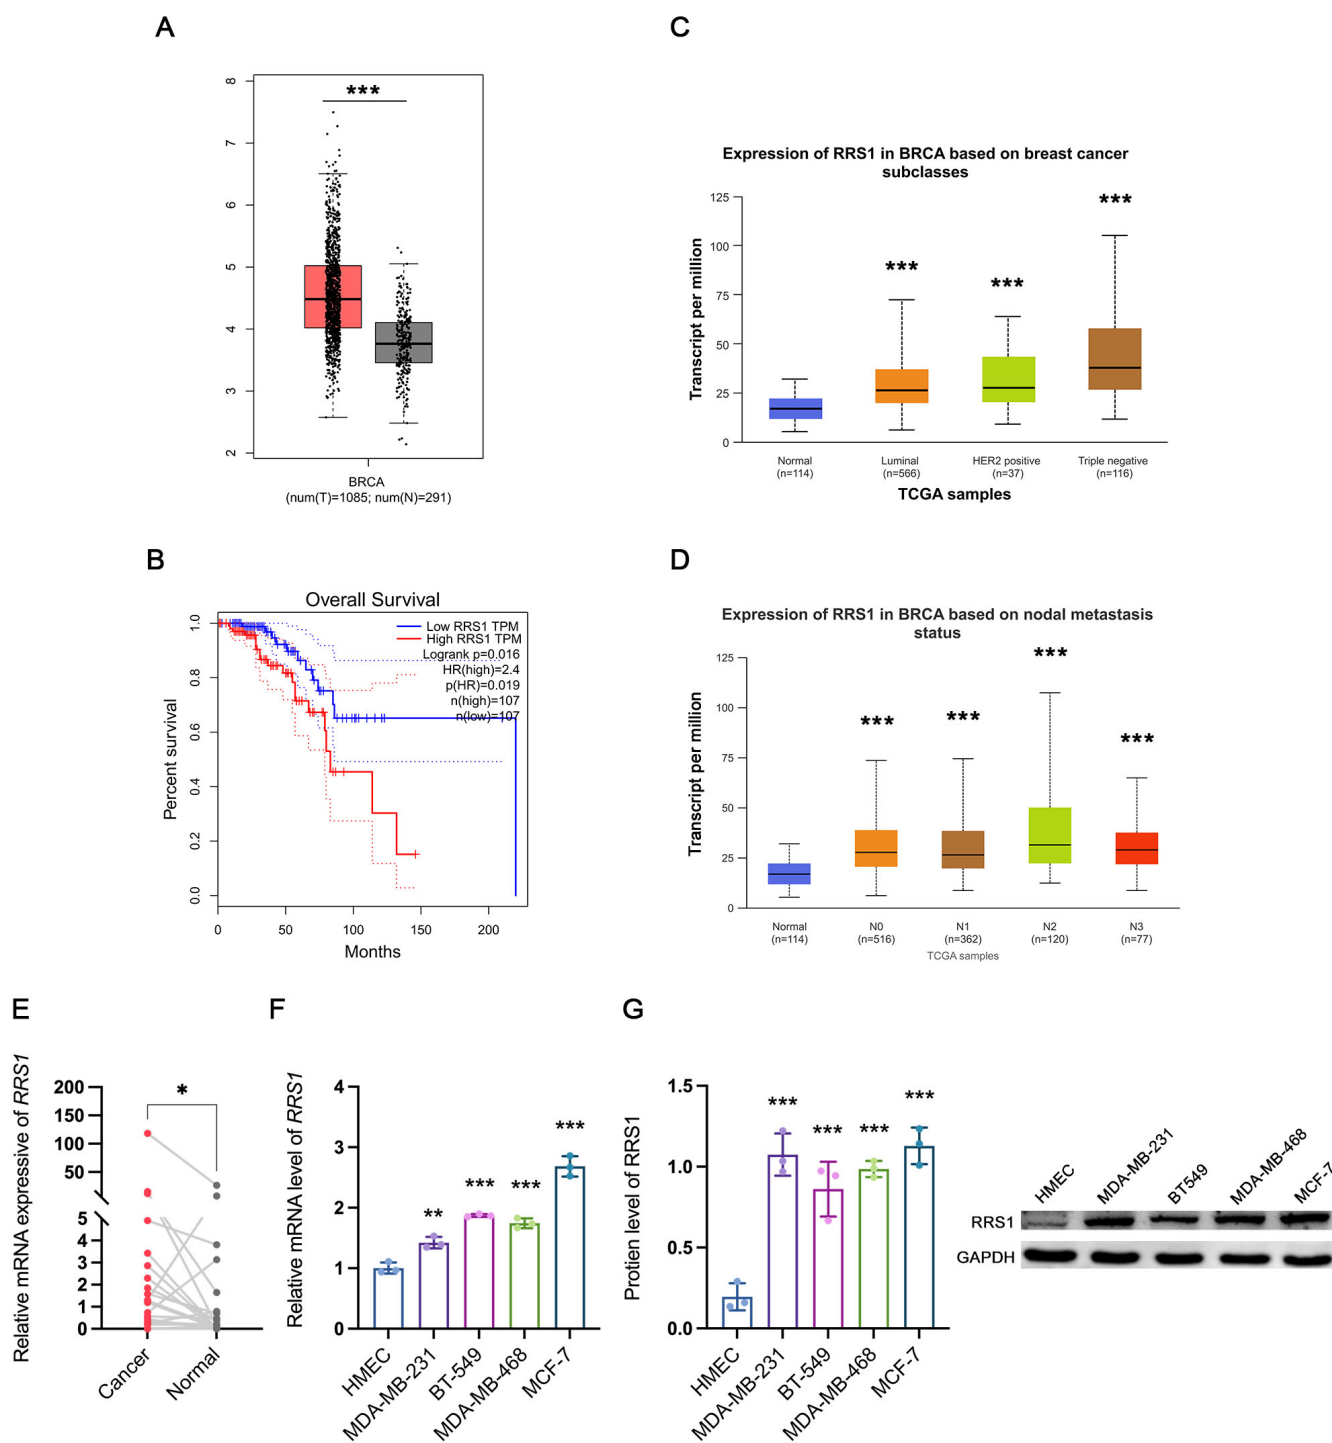 A
***
8
7
6
5
4
3
2
BRCA
(num(T)=1085; num(N)=291)
C
Expression of RRS1 in BRCA based on breast cancer
subclasses
Transcript per million
125
100
75
50
25
0
***
***
***
Normal
(n=114)
Luminal
(n=566)
HER2 positive
(n=37)
Triple negative
(n=116)
TCGA samples
B
Overall Survival
Low RRS1 TPM
High RRS1 TPM
Logrank p=0.016
HR(high)=2.4
p(HR)=0.019
n(high)=107
n(low)=107
Percent survival
1.0
0.8
0.6
0.4
0.2
0.0
0 50 100 150 200
Months
D
Expression of RRS1 in BRCA based on nodal metastasis
status
Transcript per million
125
100
75
50
25
0
***
***
***
***
Normal
(n=114)
N0
(n=516)
N1
(n=362)
N2
(n=120)
N3
(n=77)
TCGA samples
E
Relative mRNA expressive of RRS1
200
150
100
50
5
4
3
2
1
0
*
Cancer
Normal
F
Relative mRNA level of RRS1
4
3
2
1
0
**
***
***
***
HMEC
MDA-MB-231
BT-549
MDA-MB-468
MCF-7
G
Protien level of RRS1
1.5
1.0
0.5
0.0
***
***
***
***
HMEC
MDA-MB-231
BT-549
MDA-MB-468
MCF-7
HMEC
MDA-MB-231
BT549
MDA-MB-468
MCF-7
RRS1
GAPDH